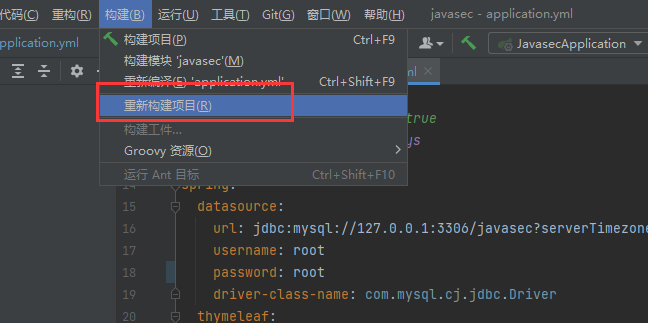 代码(C) 重构(R) 构建(B) 运行(U) 工具(T) Git(G) 窗口(W) 帮助(H) javasec - application.yml
pplication.yml
构建项目(P) Ctrl+F9
JavasecApplication
构建模块 'javasec'(M)
重新编译(E) 'application.yml' Ctrl+Shift+F9
ml
重新构建项目(R)
true
构建工件...
ys
Groovy 资源(O)
运行 Ant 目标 Ctrl+Shift+F10
14 spring:
15 datasource:
16 url: jdbc:mysql://127.0.0.1:3306/javasec?serverTimezone
17 username: root
18 password: root
19 driver-class-name: com.mysql.cj.jdbc.Driver
20 thymeleaf: